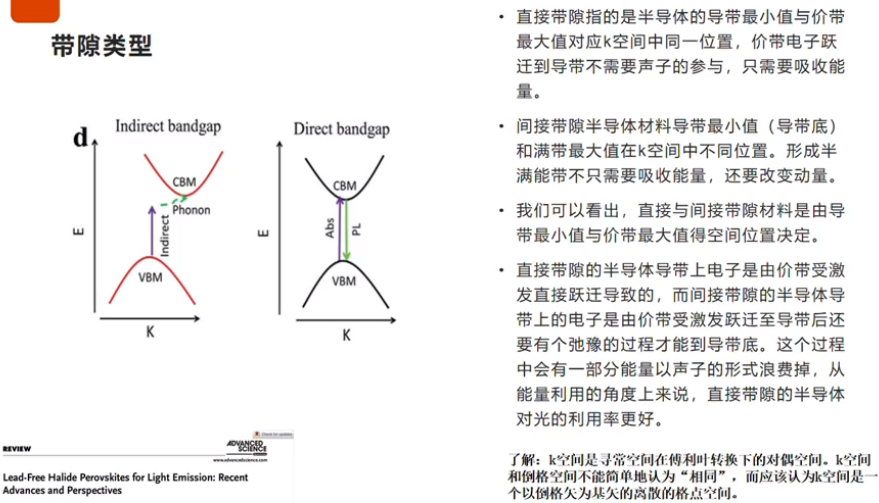 带隙类型
d
Indirect bandgap
Direct bandgap
CBM
Phonon
Indirect
VBM
E
K
CBM
Abs
PL
VBM
E
K
Check for updates
REVIEW
ADVANCED
SCIENCE
www.advancedscience.com
Lead-Free Halide Perovskites for Light Emission: Recent
Advances and Perspectives
• 直接带隙指的是半导体的导带最小值与价带
最大值对应k空间中同一位置，价带电子跃
迁到导带不需要声子的参与，只需要吸收能
量。
• 间接带隙半导体材料导带最小值（导带底）
和满带最大值在k空间中不同位置。形成半
满能带不只需要吸收能量，还要改变动量。
• 我们可以看出，直接与间接带隙材料是由导
带最小值与价带最大值得空间位置决定。
• 直接带隙的半导体导带上电子是由价带受激
发直接跃迁导致的，而间接带隙的半导体导
带上的电子是由价带受激发跃迁至导带后还
要有个弛豫的过程才能到导带底。这个过程
中会有一部分能量以声子的形式浪费掉，从
能量利用的角度上来说，直接带隙的半导体
对光的利用率更好。
了解：k空间是寻常空间在傅利叶转换下的对偶空间。k空间
和倒格空间不能简单地认为“相同”，而应该认为k空间是一
个以倒格矢为基矢的离散的格点空间。